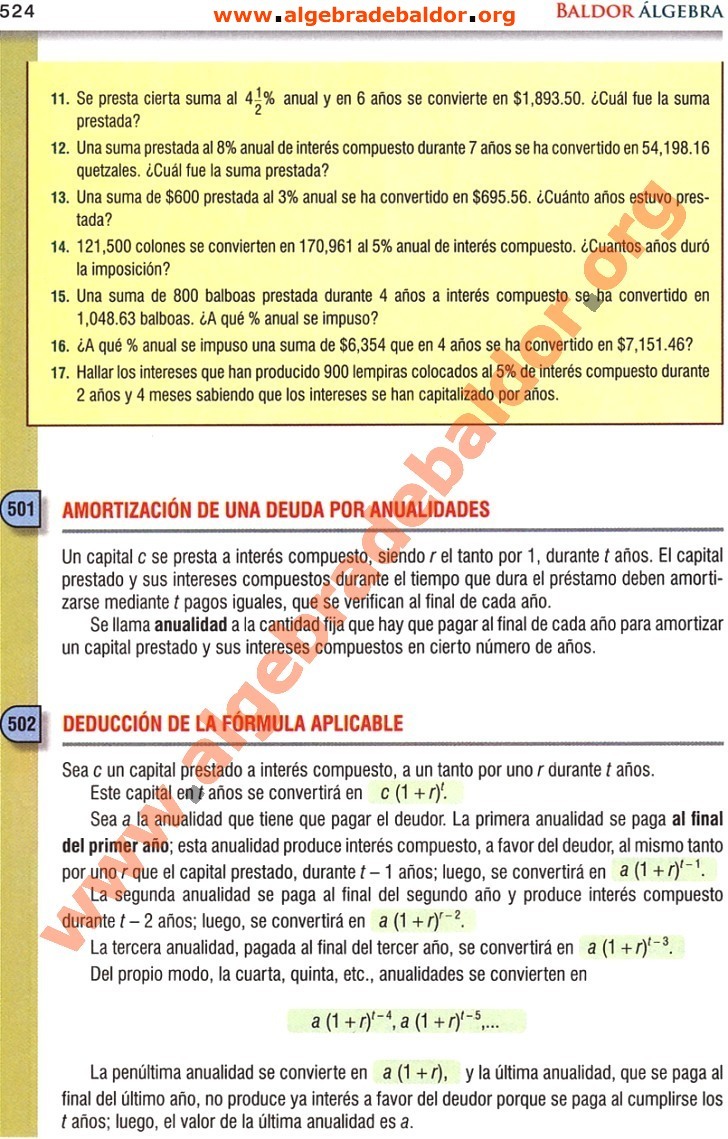 524
www.algebradebaldor.org
BALDOR ÁLGEBRA
11. Se presta cierta suma al 4½% anual y en 6 años se convierte en $1,893.50. ¿Cuál fue la suma
prestada?
12. Una suma prestada al 8% anual de interés compuesto durante 7 años se ha convertido en 54,198.16
quetzales. ¿Cuál fue la suma prestada?
13. Una suma de $600 prestada al 3% anual se ha convertido en $695.56. ¿Cuánto años estuvo pres-
tada?
14. 121,500 colones se convierten en 170,961 al 5% anual de interés compuesto. ¿Cuantos años duró
la imposición?
15. Una suma de 800 balboas prestada durante 4 años a interés compuesto se ha convertido en
1,048.63 balboas. ¿A qué % anual se impuso?
16. ¿A qué % anual se impuso una suma de $6,354 que en 4 años se ha convertido en $7,151.46?
17. Hallar los intereses que han producido 900 lempiras colocados al 5% de interés compuesto durante
2 años y 4 meses sabiendo que los intereses se han capitalizado por años.
501 AMORTIZACIÓN DE UNA DEUDA POR ANUALIDADES
Un capital c se presta a interés compuesto, siendo r el tanto por 1, durante t años. El capital
prestado y sus intereses compuestos durante el tiempo que dura el préstamo deben amorti-
zarse mediante t pagos iguales, que se verifican al final de cada año.
Se llama anualidad a la cantidad fija que hay que pagar al final de cada año para amortizar
un capital prestado y sus intereses compuestos en cierto número de años.
502 DEDUCCIÓN DE LA FÓRMULA APLICABLE
Sea c un capital prestado a interés compuesto, a un tanto por uno r durante t años.
Este capital en t años se convertirá en c (1 + r)ᵗ.
Sea a la anualidad que tiene que pagar el deudor. La primera anualidad se paga al final
del primer año; esta anualidad produce interés compuesto, a favor del deudor, al mismo tanto
por uno r que el capital prestado, durante t – 1 años; luego, se convertirá en a (1 + r)ᵗ⁻¹.
La segunda anualidad se paga al final del segundo año y produce interés compuesto
durante t – 2 años; luego, se convertirá en a (1 + r)ʳ⁻².
La tercera anualidad, pagada al final del tercer año, se convertirá en a (1 + r)ᵗ⁻³.
Del propio modo, la cuarta, quinta, etc., anualidades se convierten en
a (1 + r)ᵗ⁻⁴, a (1 + r)ᵗ⁻⁵,...
La penúltima anualidad se convierte en a (1 + r), y la última anualidad, que se paga al
final del último año, no produce ya interés a favor del deudor porque se paga al cumplirse los
t años; luego, el valor de la última anualidad es a.
www.algebradebaldor.org